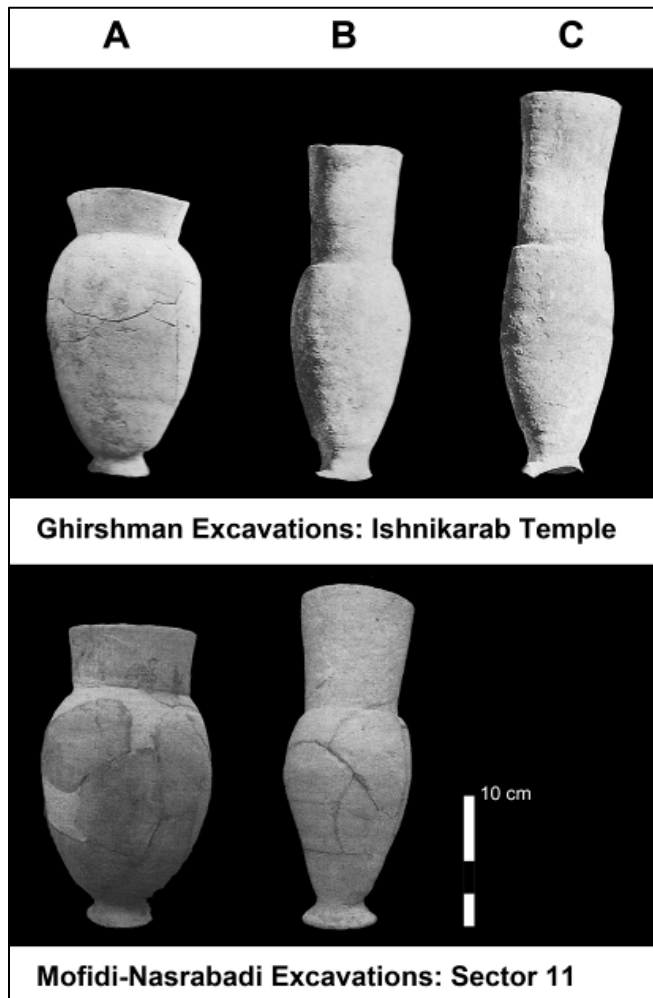 A B C
Ghirshman Excavations: Ishnikarab Temple
10 cm
Mofidi-Nasrabadi Excavations: Sector 11